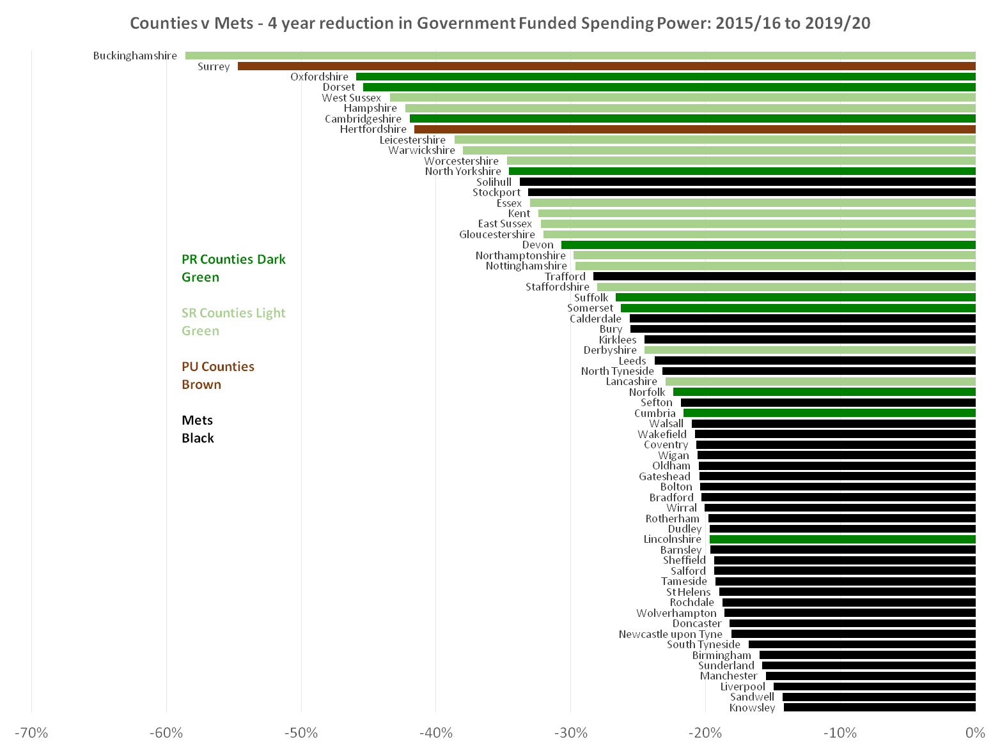 Counties v Mets - 4 year reduction in Government Funded Spending Power: 2015/16 to 2019/20
Buckinghamshire
Surrey
Oxfordshire
Dorset
West Sussex
Hampshire
Cambridgeshire
Hertfordshire
Leicestershire
Warwickshire
Worcestershire
North Yorkshire
Solihull
Stockport
Essex
Kent
East Sussex
Gloucestershire
Devon
Northamptonshire
Nottinghamshire
Trafford
Staffordshire
Suffolk
Somerset
Calderdale
Bury
Kirklees
Derbyshire
Leeds
North Tyneside
Lancashire
Norfolk
Sefton
Cumbria
Walsall
Wakefield
Coventry
Wigan
Oldham
Gateshead
Bolton
Bradford
Wirral
Rotherham
Dudley
Lincolnshire
Barnsley
Sheffield
Salford
Tameside
St Helens
Rochdale
Wolverhampton
Doncaster
Newcastle upon Tyne
South Tyneside
Birmingham
Sunderland
Manchester
Liverpool
Sandwell
Knowsley
PR Counties Dark
Green
SR Counties Light
Green
PU Counties
Brown
Mets
Black
-70% -60% -50% -40% -30% -20% -10% 0%